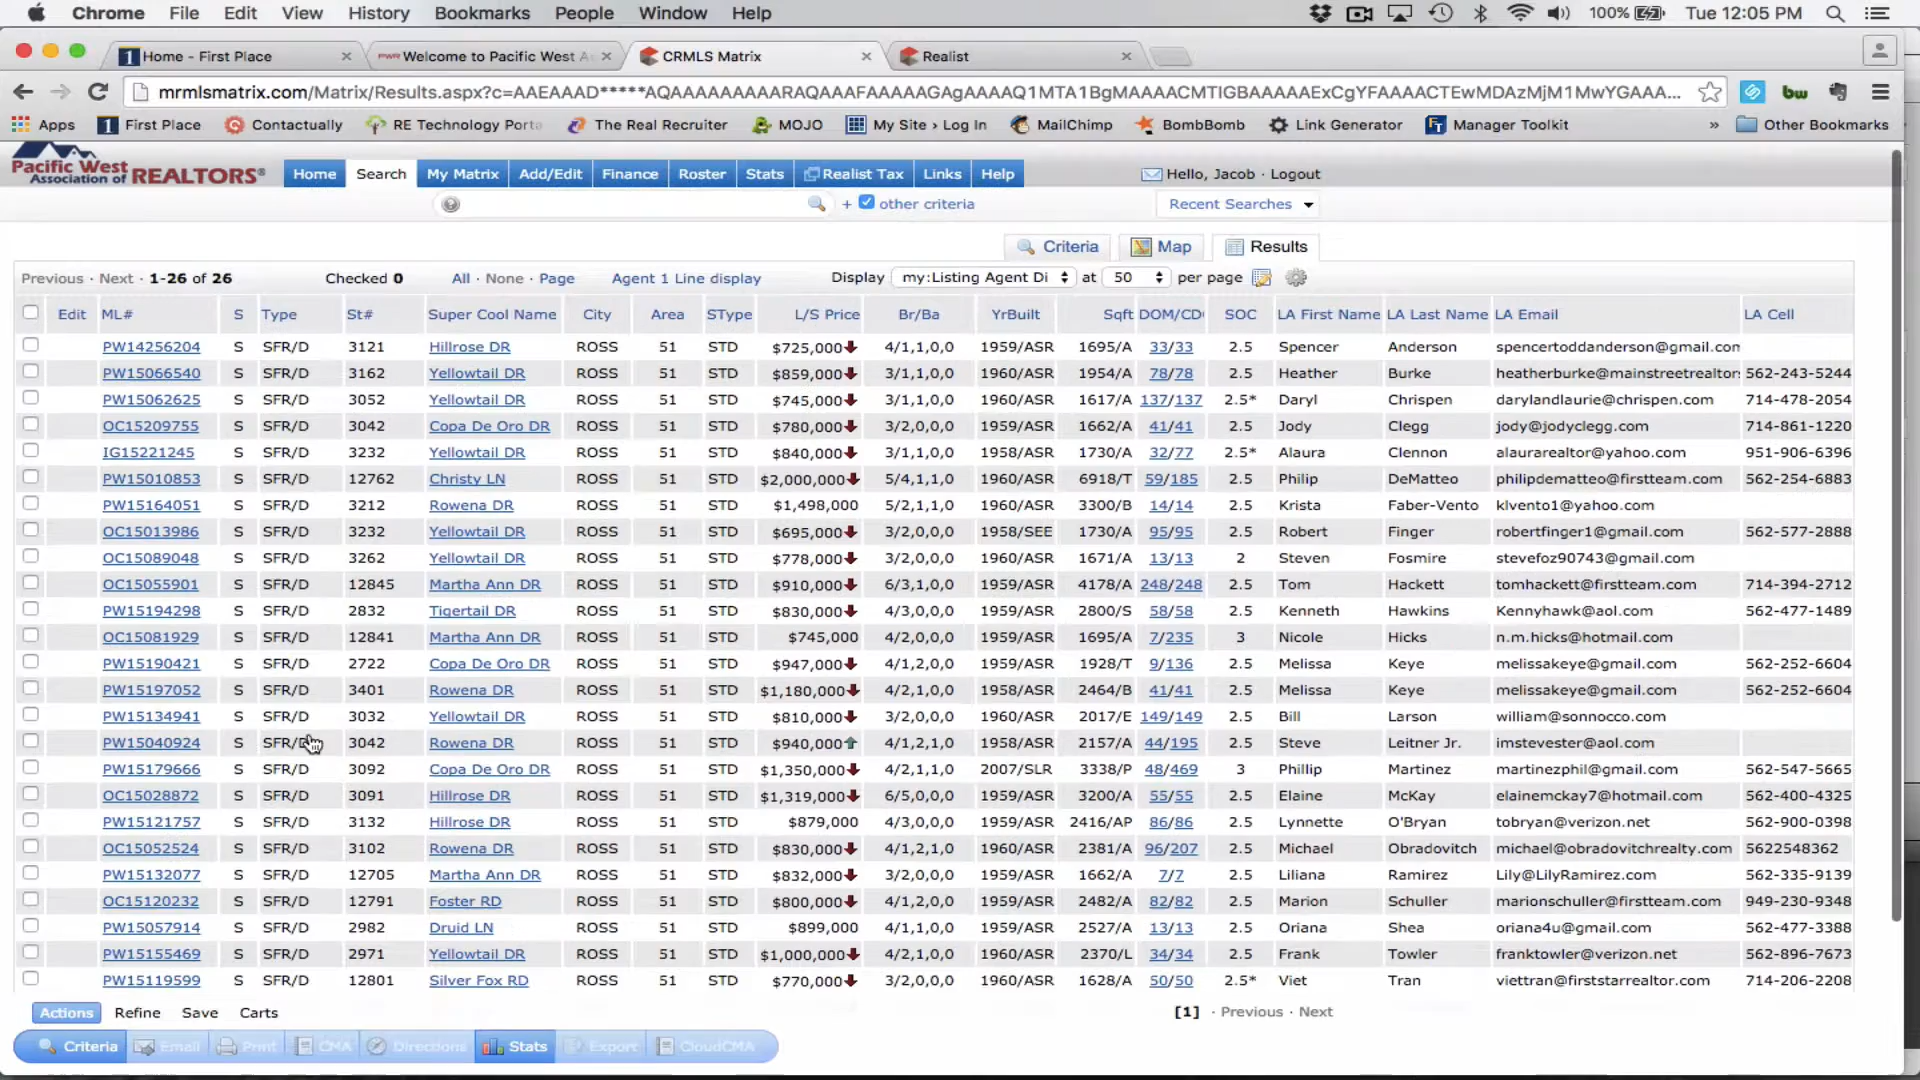 Chrome File Edit View History Bookmarks People Window Help 100% Tue 12:05 PM
Home - First Place Welcome to Pacific West A CRMLS Matrix Realist
mrmlsmatrix.com/Matrix/Results.aspx?c=AAEAAAD*****AQAAAAAAAAARAQAAAFAAAAAGAgAAAAQ1MTA1BgMAAAACMTIGBAAAAAExCgYFAAAACTEwMDAzMjM1MwYGAAA...
Apps First Place Contactually RE Technology Porta The Real Recruiter MOJO My Site > Log In MailChimp BombBomb Link Generator Manager Toolkit » Other Bookmarks
Pacific West
Association of REALTORS® Home Search My Matrix Add/Edit Finance Roster Stats Realist Tax Links Help Hello, Jacob · Logout
+ other criteria Recent Searches
Criteria Map Results
Previous · Next · 1-26 of 26 Checked 0 All · None · Page Agent 1 Line display Display my:Listing Agent Di at 50 per page
Edit ML# S Type St# Super Cool Name City Area SType L/S Price Br/Ba YrBuilt Sqft DOM/CD SOC LA First Name LA Last Name LA Email LA Cell
PW14256204 S SFR/D 3121 Hillrose DR ROSS 51 STD $725,000 4/1,1,0,0 1959/ASR 1695/A 33/33 2.5 Spencer Anderson spencertoddanderson@gmail.com
PW15066540 S SFR/D 3162 Yellowtail DR ROSS 51 STD $859,000 3/1,1,0,0 1960/ASR 1954/A 78/78 2.5 Heather Burke heatherburke@mainstreetrealtors 562-243-5244
PW15062625 S SFR/D 3052 Yellowtail DR ROSS 51 STD $745,000 3/1,1,0,0 1960/ASR 1617/A 137/137 2.5* Daryl Chrispen darylandlaurie@chrispen.com 714-478-2054
OC15209755 S SFR/D 3042 Copa De Oro DR ROSS 51 STD $780,000 3/2,0,0,0 1959/ASR 1662/A 41/41 2.5 Jody Clegg jody@jodyclegg.com 714-861-1220
IG15221245 S SFR/D 3232 Yellowtail DR ROSS 51 STD $840,000 3/1,1,0,0 1958/ASR 1730/A 32/77 2.5* Alaura Clennon alaurarealtor@yahoo.com 951-906-6396
PW15010853 S SFR/D 12762 Christy LN ROSS 51 STD $2,000,000 5/4,1,1,0 1960/ASR 6918/T 59/185 2.5 Philip DeMatteo philipdematteo@firstteam.com 562-254-6883
PW15164051 S SFR/D 3212 Rowena DR ROSS 51 STD $1,498,000 5/2,1,1,0 1960/ASR 3300/B 14/14 2.5 Krista Faber-Vento klvento1@yahoo.com
OC15013986 S SFR/D 3232 Yellowtail DR ROSS 51 STD $695,000 3/2,0,0,0 1958/SEE 1730/A 95/95 2.5 Robert Finger robertfinger1@gmail.com 562-577-2888
OC15089048 S SFR/D 3262 Yellowtail DR ROSS 51 STD $778,000 3/2,0,0,0 1960/ASR 1671/A 13/13 2 Steven Fosmire stevefoz90743@gmail.com
OC15055901 S SFR/D 12845 Martha Ann DR ROSS 51 STD $910,000 6/3,1,0,0 1959/ASR 4178/A 248/248 2.5 Tom Hackett tomhackett@firstteam.com 714-394-2712
PW15194298 S SFR/D 2832 Tigertail DR ROSS 51 STD $830,000 4/3,0,0,0 1959/ASR 2800/S 58/58 2.5 Kenneth Hawkins Kennyhawk@aol.com 562-477-1489
OC15081929 S SFR/D 12841 Martha Ann DR ROSS 51 STD $745,000 4/2,0,0,0 1959/ASR 1695/A 7/235 3 Nicole Hicks n.m.hicks@hotmail.com
PW15190421 S SFR/D 2722 Copa De Oro DR ROSS 51 STD $947,000 4/1,2,0,0 1959/ASR 1928/T 9/136 2.5 Melissa Keye melissakeye@gmail.com 562-252-6604
PW15197052 S SFR/D 3401 Rowena DR ROSS 51 STD $1,180,000 4/2,1,0,0 1958/ASR 2464/B 41/41 2.5 Melissa Keye melissakeye@gmail.com 562-252-6604
PW15134941 S SFR/D 3032 Yellowtail DR ROSS 51 STD $810,000 3/2,0,0,0 1960/ASR 2017/E 149/149 2.5 Bill Larson william@sonnocco.com
PW15040924 S SFR/D 3042 Rowena DR ROSS 51 STD $940,000 4/1,2,1,0 1958/ASR 2157/A 44/195 2.5 Steve Leitner Jr. imstevester@aol.com
PW15179666 S SFR/D 3092 Copa De Oro DR ROSS 51 STD $1,350,000 4/2,1,1,0 2007/SLR 3338/P 48/469 3 Phillip Martinez martinezphil@gmail.com 562-547-5665
OC15028872 S SFR/D 3091 Hillrose DR ROSS 51 STD $1,319,000 6/5,0,0,0 1959/ASR 3200/A 55/55 2.5 Elaine McKay elainemckay7@hotmail.com 562-400-4325
PW15121757 S SFR/D 3132 Hillrose DR ROSS 51 STD $879,000 4/3,0,0,0 1959/ASR 2416/AP 86/86 2.5 Lynnette O'Bryan tobryan@verizon.net 562-900-0398
OC15052524 S SFR/D 3102 Rowena DR ROSS 51 STD $830,000 4/1,2,1,0 1959/ASR 2381/A 96/207 2.5 Michael Obradovitch michael@obradovitchrealty.com 5622548362
PW15132077 S SFR/D 12705 Martha Ann DR ROSS 51 STD $832,000 3/2,0,0,0 1959/ASR 1662/A 7/7 2.5 Liliana Ramirez Lily@LilyRamirez.com 562-335-9139
OC15120232 S SFR/D 12791 Foster RD ROSS 51 STD $800,000 4/1,2,0,0 1959/ASR 2482/A 82/82 2.5 Marion Schuller marionschuller@firstteam.com 949-230-9348
PW15057914 S SFR/D 2982 Druid LN ROSS 51 STD $899,000 4/1,1,1,0 1959/ASR 2527/A 13/13 2.5 Oriana Shea oriana4u@gmail.com 562-477-3388
PW15155469 S SFR/D 2971 Yellowtail DR ROSS 51 STD $1,000,000 4/2,1,0,0 1960/ASR 2370/L 34/34 2.5 Frank Towler franktowler@verizon.net 562-896-7673
PW15119599 S SFR/D 12801 Silver Fox RD ROSS 51 STD $770,000 3/2,0,0,0 1960/ASR 1628/A 50/50 2.5* Viet Tran viettran@firststarrealtor.com 714-206-2208
Actions Refine Save Carts [1] · Previous · Next
Criteria Email Print CMA Directions Stats Export CloudCMA